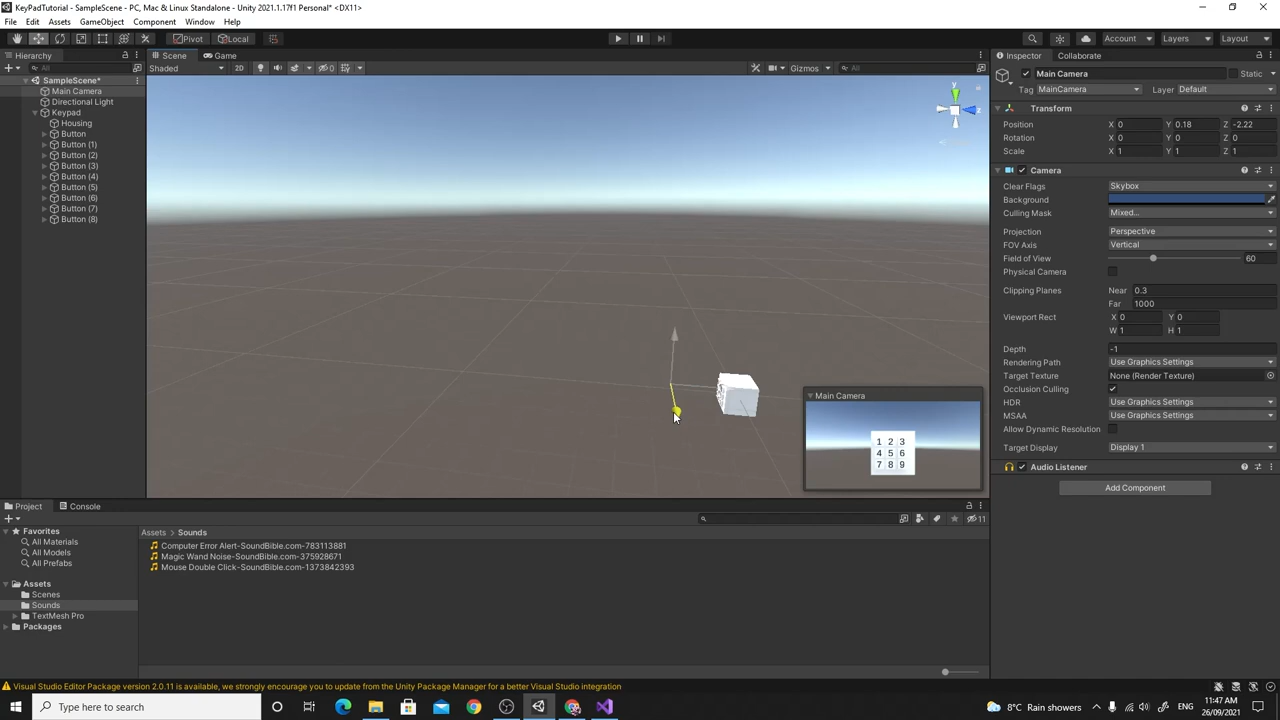 KeyPadTutorial - SampleScene - PC, Mac & Linux Standalone - Unity 2021.1.17f1 Personal* <DX11>
File Edit Assets GameObject Component Window Help
Pivot Local Account Layers Layout
Hierarchy Scene Game Inspector Collaborate
All Shaded 2D 0 Gizmos All
SampleScene*
Main Camera
Directional Light
Keypad
Housing
Button
Button (1)
Button (2)
Button (3)
Button (4)
Button (5)
Button (6)
Button (7)
Button (8)
y
z
Main Camera
1 2 3
4 5 6
7 8 9
Main Camera Static
Tag MainCamera Layer Default
Transform
Position X 0 Y 0.18 Z -2.22
Rotation X 0 Y 0 Z 0
Scale X 1 Y 1 Z 1
Camera
Clear Flags Skybox
Background
Culling Mask Mixed...
Projection Perspective
FOV Axis Vertical
Field of View 60
Physical Camera
Clipping Planes Near 0.3
Far 1000
Viewport Rect X 0 Y 0
W 1 H 1
Depth -1
Rendering Path Use Graphics Settings
Target Texture None (Render Texture)
Occlusion Culling
HDR Use Graphics Settings
MSAA Use Graphics Settings
Allow Dynamic Resolution
Target Display Display 1
Audio Listener
Add Component
Project Console
11
Favorites
All Materials
All Models
All Prefabs
Assets
Scenes
Sounds
TextMesh Pro
Packages
Assets > Sounds
Computer Error Alert-SoundBible.com-783113881
Magic Wand Noise-SoundBible.com-375928671
Mouse Double Click-SoundBible.com-1373842393
Visual Studio Editor Package version 2.0.11 is available, we strongly encourage you to update from the Unity Package Manager for a better Visual Studio integration
Type here to search
8°C Rain showers
11:47 AM
26/09/2021